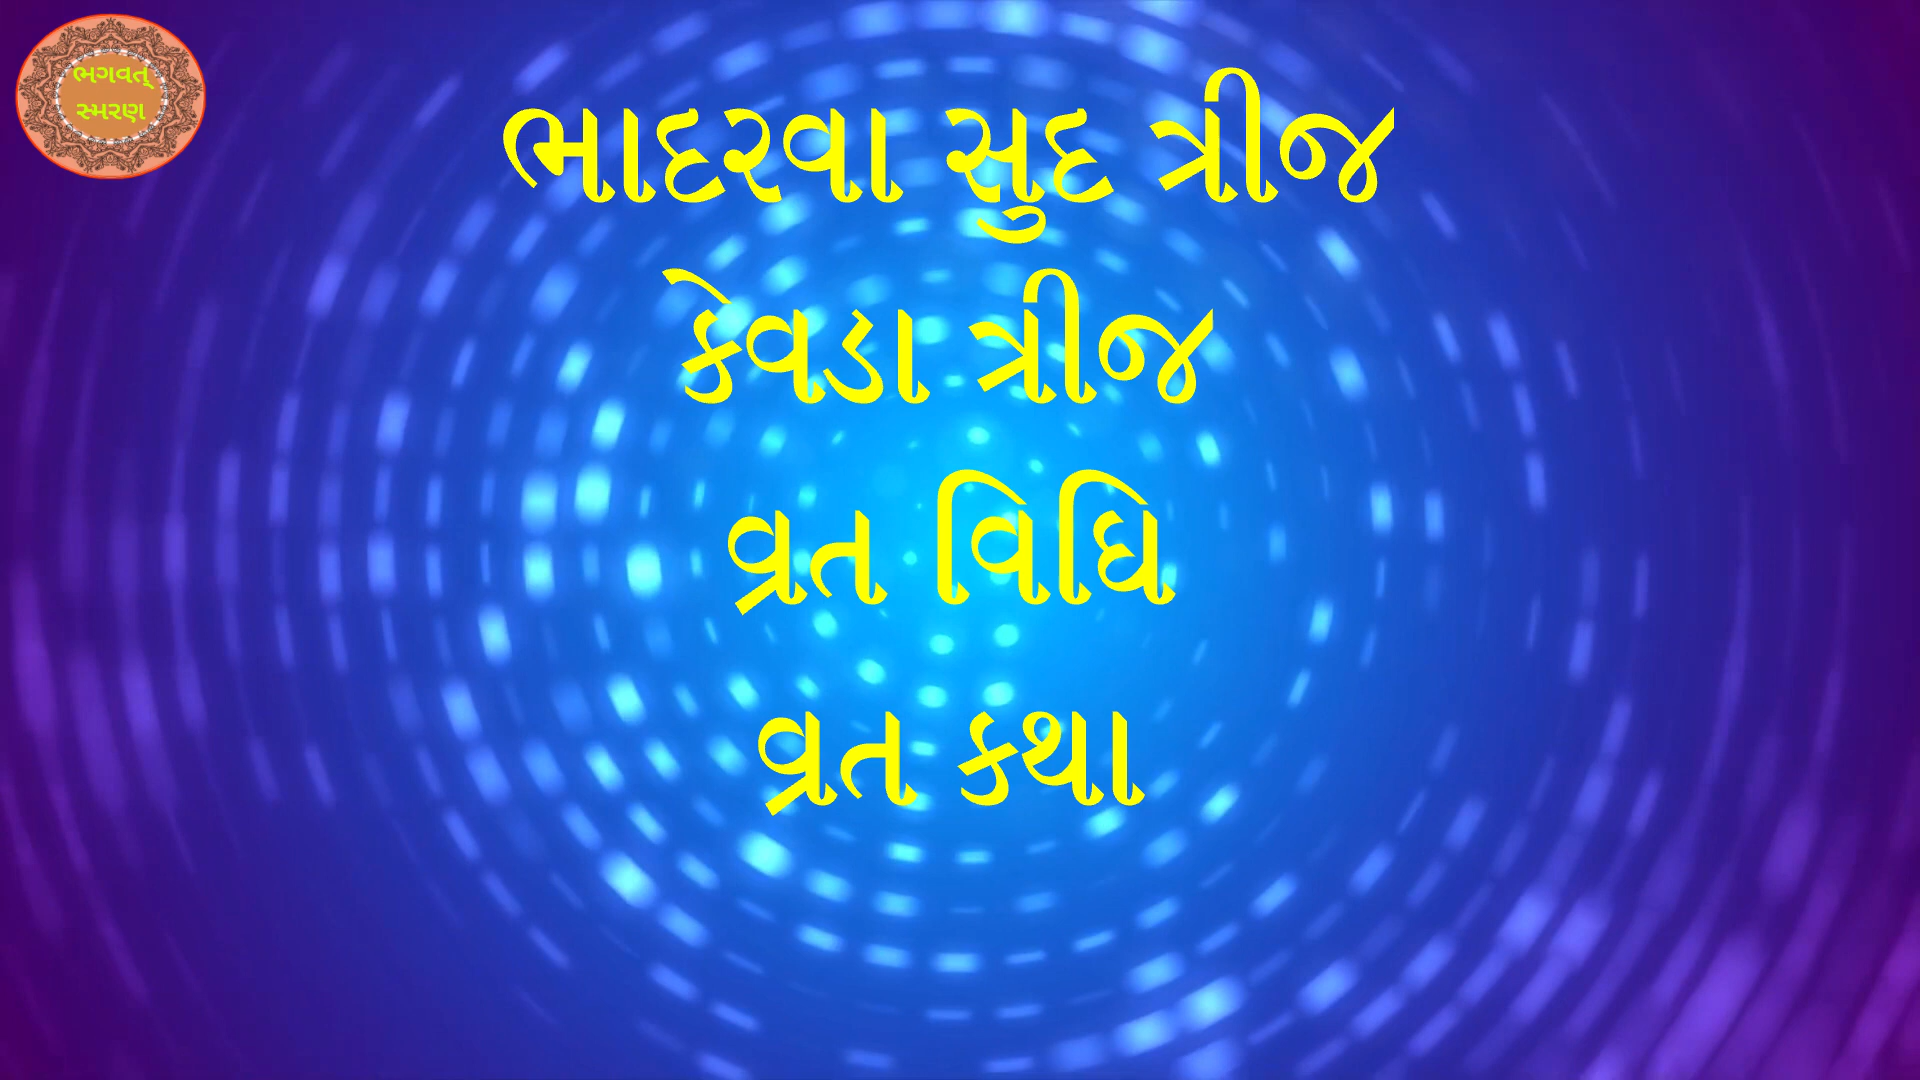 ભગવત્
સ્મરણ
ભાદરવા સુદ ત્રીજ
કેવડા ત્રીજ
વ્રત વિધિ
વ્રત કથા